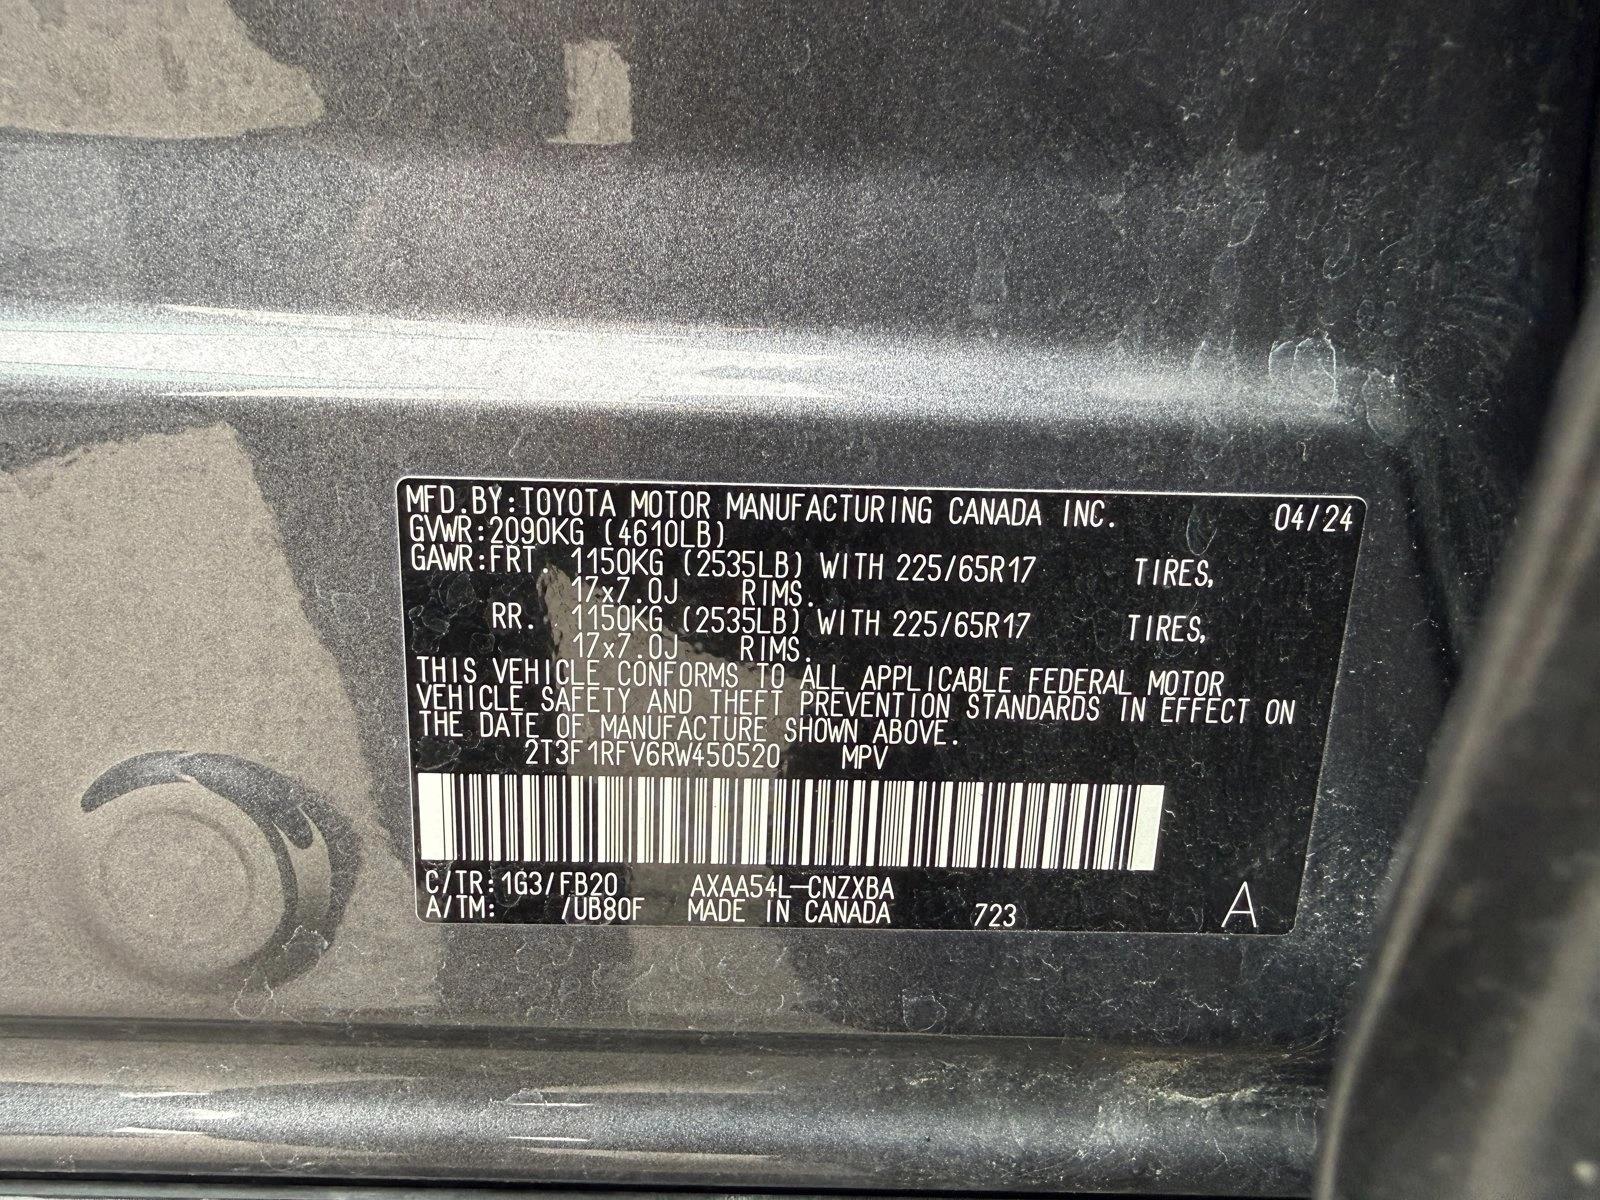 MFD.BY:TOYOTA MOTOR MANUFACTURING CANADA INC. 04/24
GVWR:2090KG (4610LB)
GAWR:FRT. 1150KG (2535LB) WITH 225/65R17 TIRES,
17x7.0J RIMS.
RR. 1150KG (2535LB) WITH 225/65R17 TIRES,
17x7.0J RIMS.
THIS VEHICLE CONFORMS TO ALL APPLICABLE FEDERAL MOTOR
VEHICLE SAFETY AND THEFT PREVENTION STANDARDS IN EFFECT ON
THE DATE OF MANUFACTURE SHOWN ABOVE.
2T3F1RFV6RW450520 MPV
C/TR:1G3/FB20 AXAA54L-CNZXBA
A/TM: /UB80F MADE IN CANADA 723 A